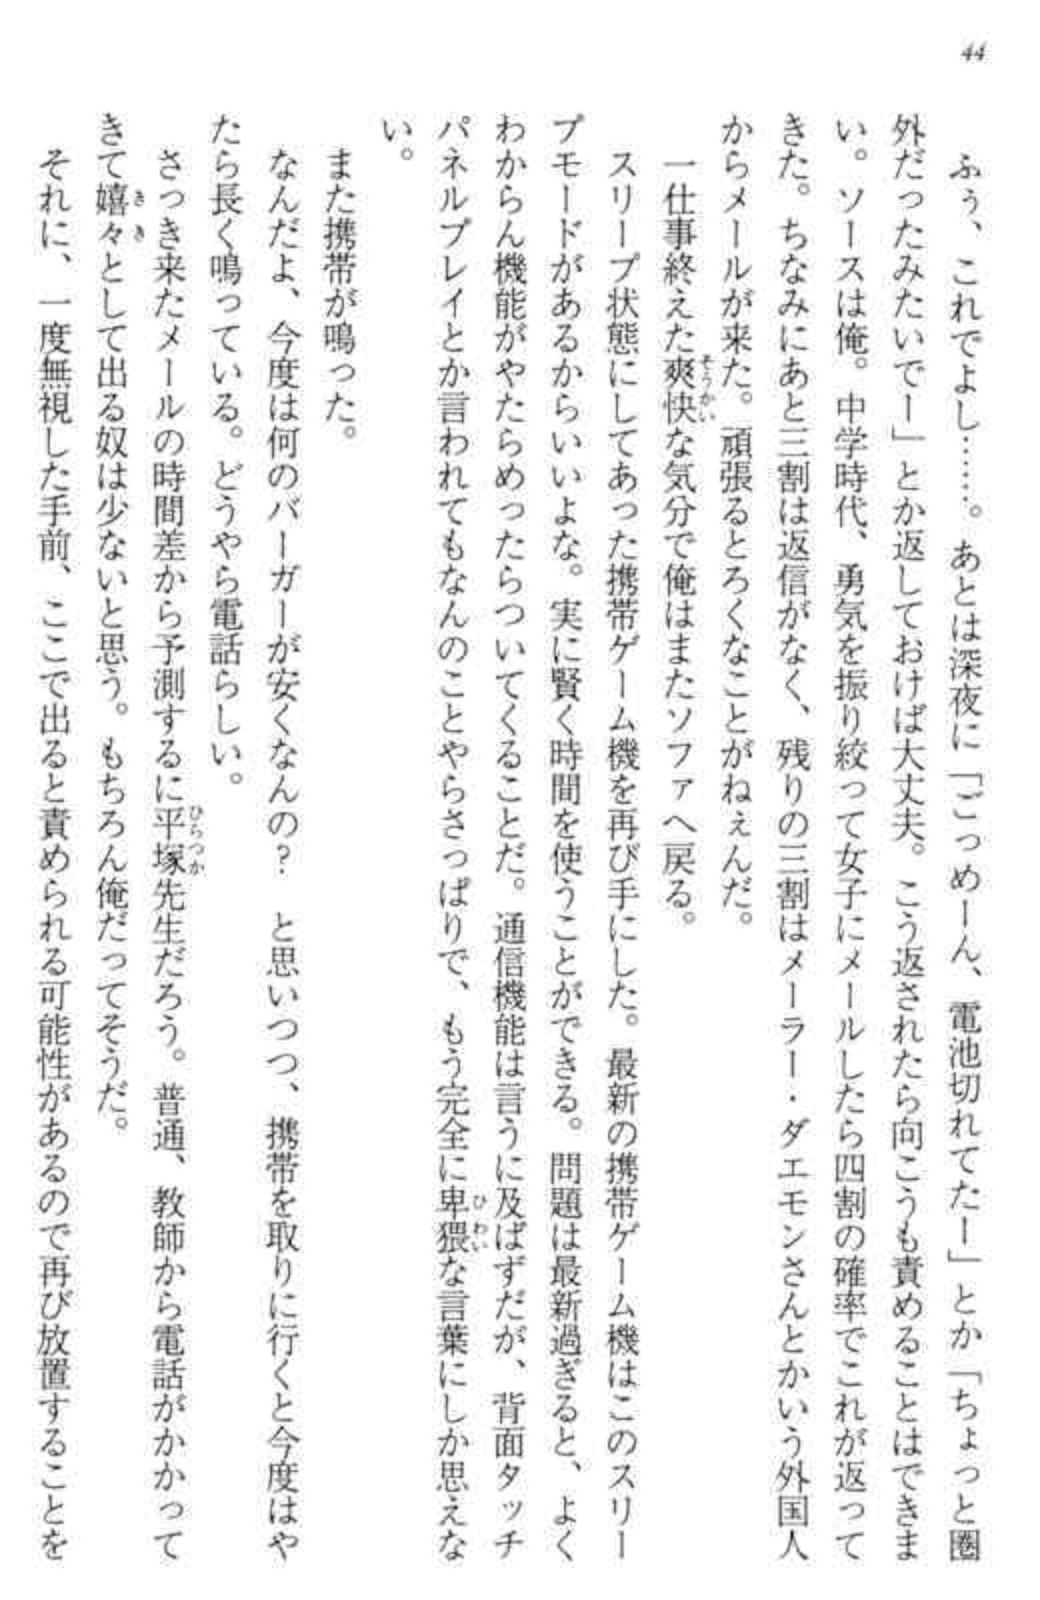 44
ふぅ、これでよし……。あとは深夜に「ごっめーん、電池切れてたー」とか「ちょっと圏
外だったみたいでー」とか返しておけば大丈夫。こう返されたら向こうも責めることはできま
い。ソースは俺。中学時代、勇気を振り絞って女子にメールしたら四割の確率でこれが返って
きた。ちなみにあと三割は返信がなく、残りの三割はメーラー・ダエモンさんとかいう外国人
からメールが来た。頑張るとろくなことがねぇんだ。
一仕事終えた爽快な気分で俺はまたソファへ戻る。
スリープ状態にしてあった携帯ゲーム機を再び手にした。最新の携帯ゲーム機はこのスリー
プモードがあるからいいよな。実に賢く時間を使うことができる。問題は最新過ぎると、よく
わからん機能がやたらめったらついてくることだ。通信機能は言うに及ばずだが、背面タッチ
パネルプレイとか言われてもなんのことやらさっぱりで、もう完全に卑猥な言葉にしか思えな
い。
また携帯が鳴った。
なんだよ、今度は何のバーガーが安くなんの？　と思いつつ、携帯を取りに行くと今度はや
たら長く鳴っている。どうやら電話らしい。
さっき来たメールの時間差から予測するに平塚先生だろう。普通、教師から電話がかかって
きて嬉々として出る奴は少ないと思う。もちろん俺だってそうだ。
それに、一度無視した手前、ここで出ると責められる可能性があるので再び放置することを